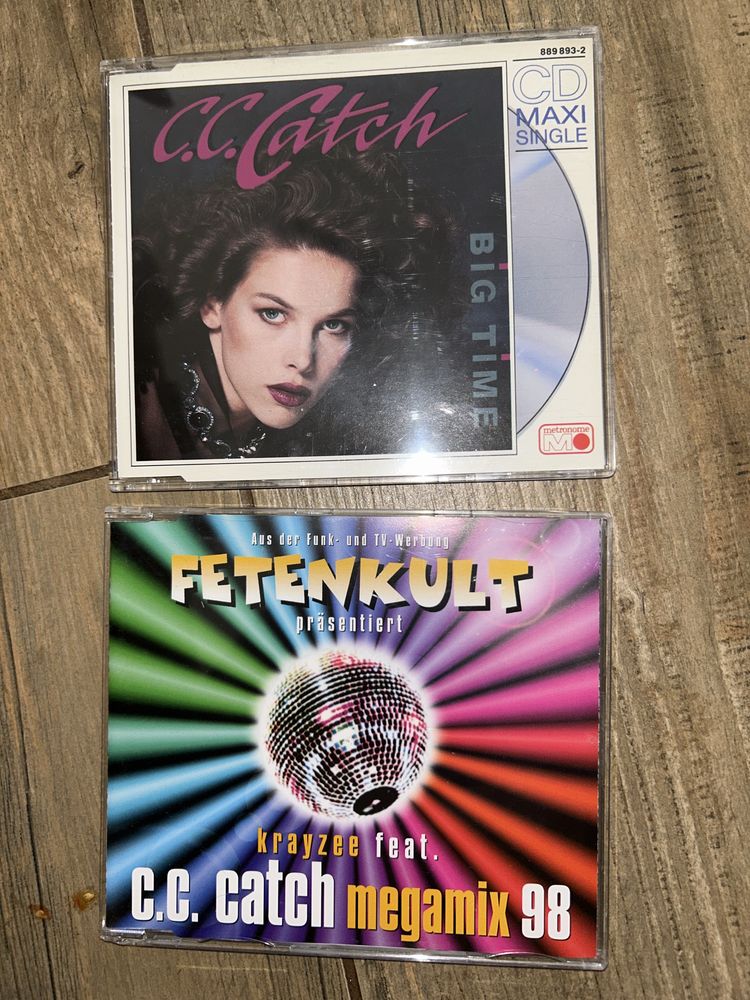 889 893-2
CD
MAXI
SINGLE
C.C. Catch
BiG TiME
metronome
Aus der Funk- und TV-Werbung
FETENKULT
präsentiert
krayzee feat.
c.c. catch megamix 98